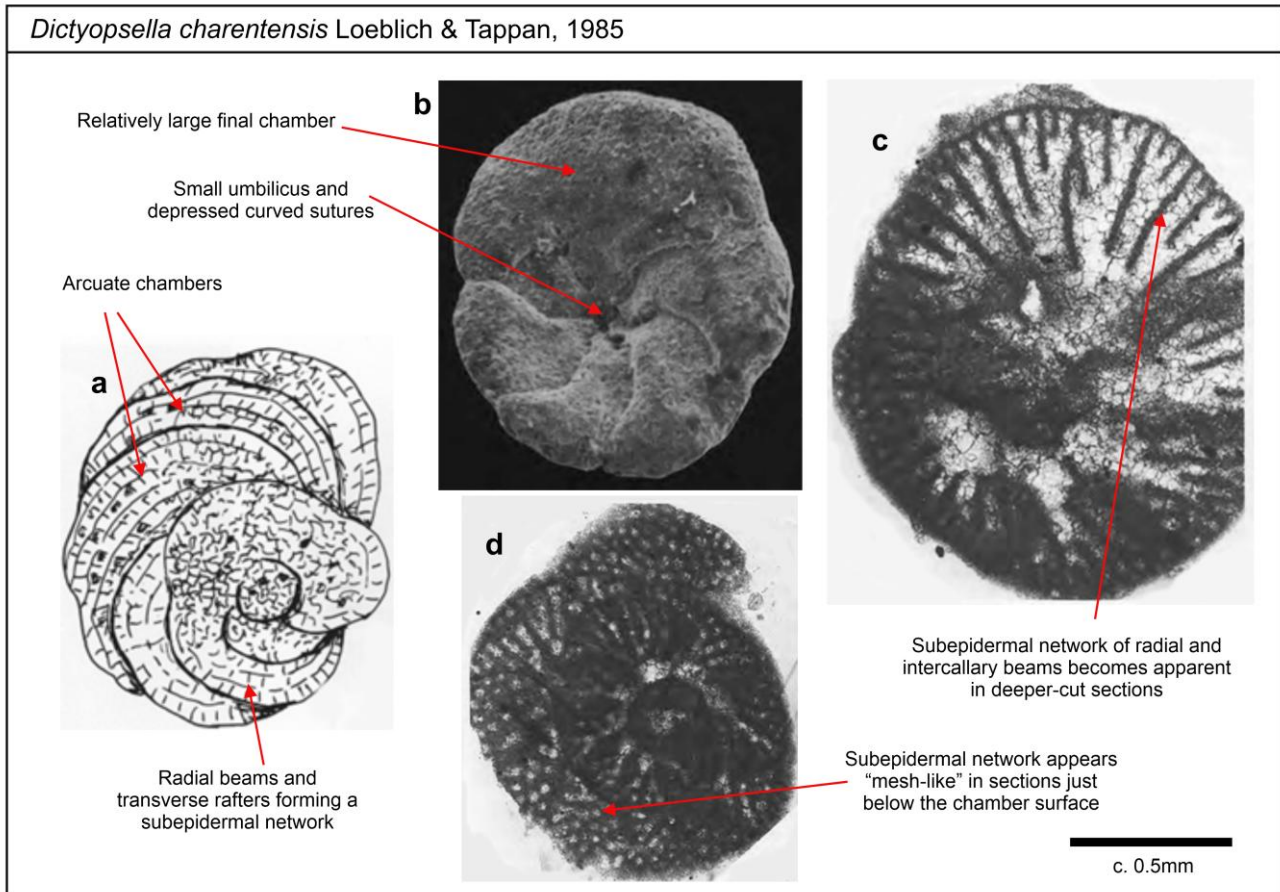 Dictyopsella charentensis Loeblich & Tappan, 1985
b
Relatively large final chamber
c
Small umbilicus and
depressed curved sutures
Arcuate chambers
a
d
Subepidermal network of radial and
intercallary beams becomes apparent
in deeper-cut sections
Radial beams and
transverse rafters forming a
subepidermal network
Subepidermal network appears
“mesh-like” in sections just
below the chamber surface
c. 0.5mm